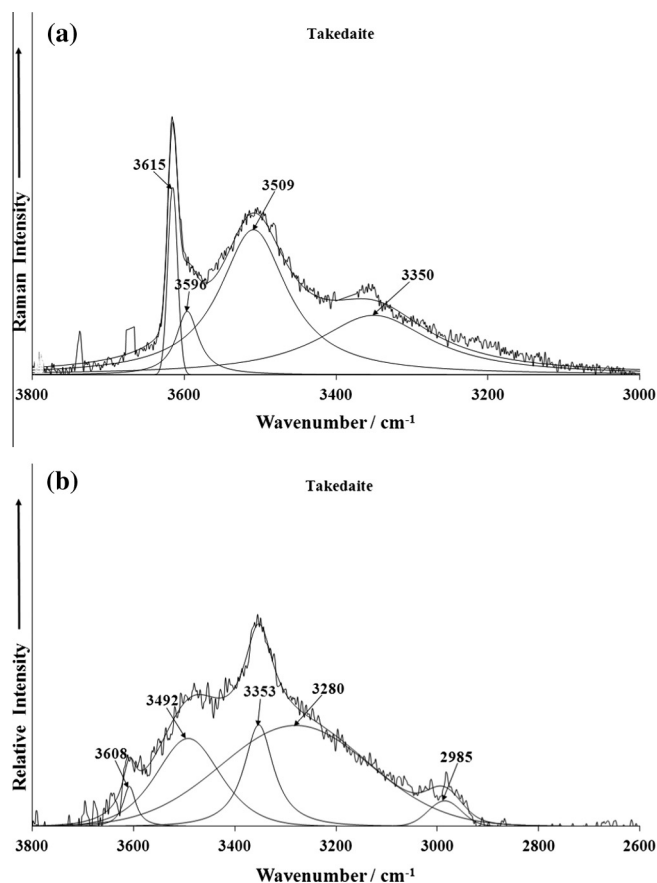 (a)
Takedaite
Raman Intensity
3615
3509
3596
3350
3800
3600
3400
3200
3000
Wavenumber / cm-1
(b)
Takedaite
Relative Intensity
3492
3353
3280
3608
2985
3800
3600
3400
3200
3000
2800
2600
Wavenumber / cm-1